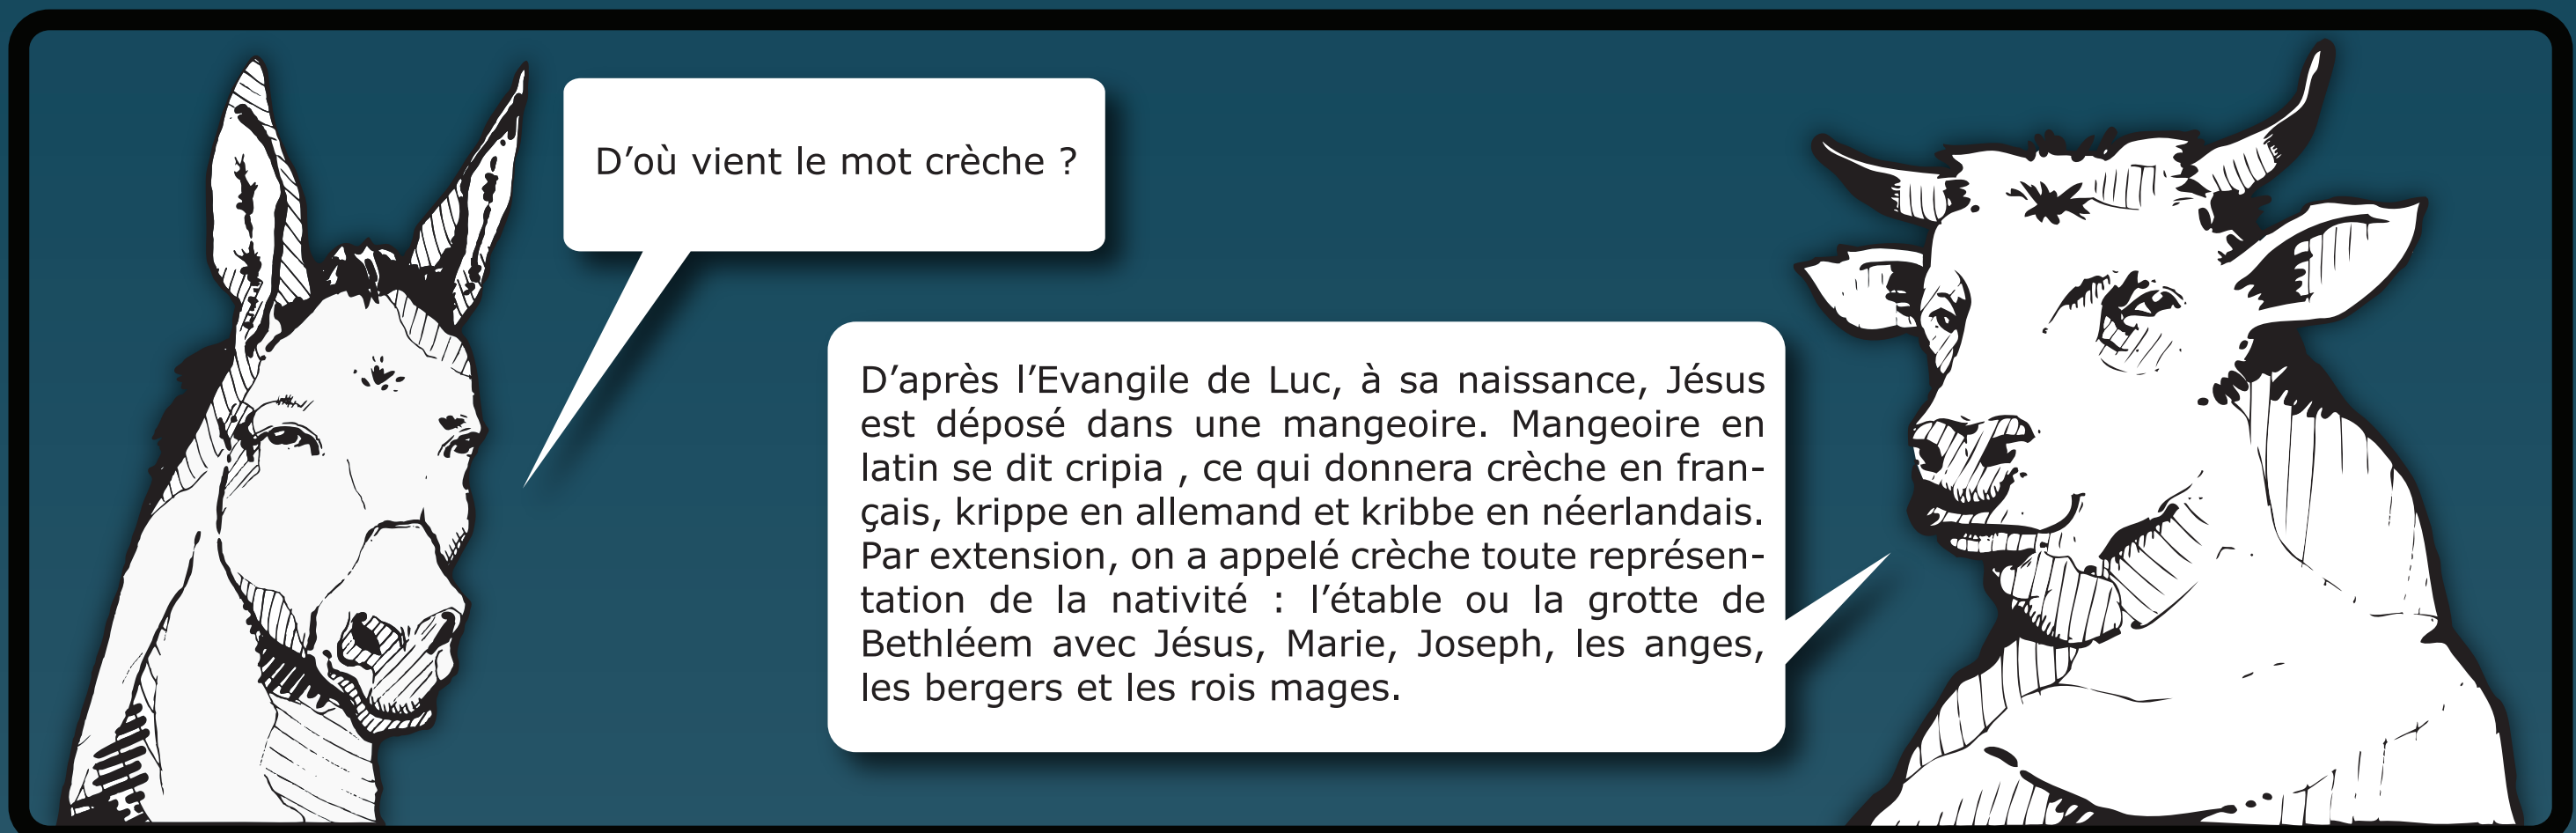 D’où vient le mot crèche ?
D’après l’Evangile de Luc, à sa naissance, Jésus
est déposé dans une mangeoire. Mangeoire en
latin se dit cripia , ce qui donnera crèche en fran-
çais, krippe en allemand et kribbe en néerlandais.
Par extension, on a appelé crèche toute représen-
tation de la nativité : l’étable ou la grotte de
Bethléem avec Jésus, Marie, Joseph, les anges,
les bergers et les rois mages.